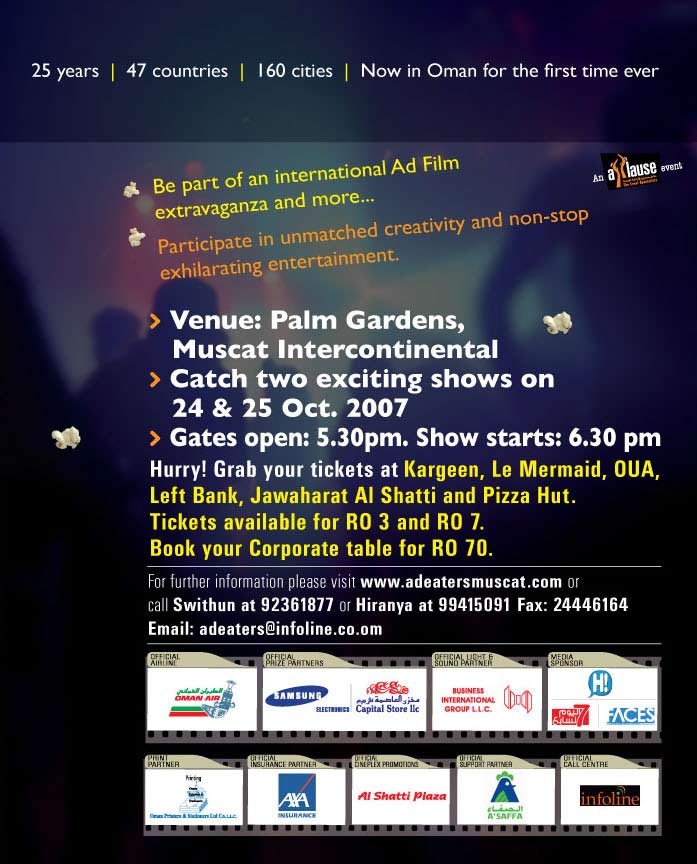 25 years | 47 countries | 160 cities | Now in Oman for the first time ever
An a lause event
Be part of an international Ad Film
extravaganza and more...
Participate in unmatched creativity and non-stop
exhilarating entertainment.
Venue: Palm Gardens,
Muscat Intercontinental
Catch two exciting shows on
24 & 25 Oct. 2007
Gates open: 5.30pm. Show starts: 6.30 pm
Hurry! Grab your tickets at Kargeen, Le Mermaid, OUA,
Left Bank, Jawaharat Al Shatti and Pizza Hut.
Tickets available for RO 3 and RO 7.
Book your Corporate table for RO 70.
For further information please visit www.adeatersmuscat.com or
call Swithun at 92361877 or Hiranya at 99415091 Fax: 24446164
Email: adeaters@infoline.co.om
OFFICIAL
AIRLINE
الطيران العماني
OMAN AIR
OFFICIAL
PRIZE PARTNERS
SAMSUNG
ELECTRONICS
مخزن العاصمة ش.م.م
Capital Store llc
OFFICIAL LIGHT &
SOUND PARTNER
BUSINESS
INTERNATIONAL
GROUP L.L.C.
MEDIA
SPONSOR
H!
اليوم السابع
FACES
PRINT
PARTNER
Printing
Oman Printers & Stationers Ltd Co.L.L.C.
OFFICIAL
INSURANCE PARTNER
AXA
INSURANCE
OFFICIAL
CINEPLEX PROMOTIONS
Al Shatti Plaza
OFFICIAL
SUPPORT PARTNER
الصفاء
A'SAFFA
OFFICIAL
CALL CENTRE
infoline